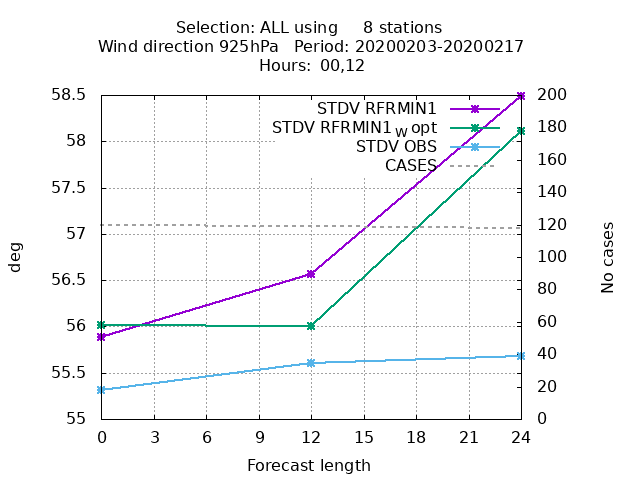 Selection: ALL using     8 stations
Wind direction 925hPa   Period: 20200203-20200217
Hours:  00,12
STDV RFRMIN1
STDV RFRMIN1 W opt
STDV OBS
CASES
58.5
58
57.5
57
56.5
56
55.5
55
200
180
160
140
120
100
80
60
40
20
0
deg
No cases
0 3 6 9 12 15 18 21 24
Forecast length